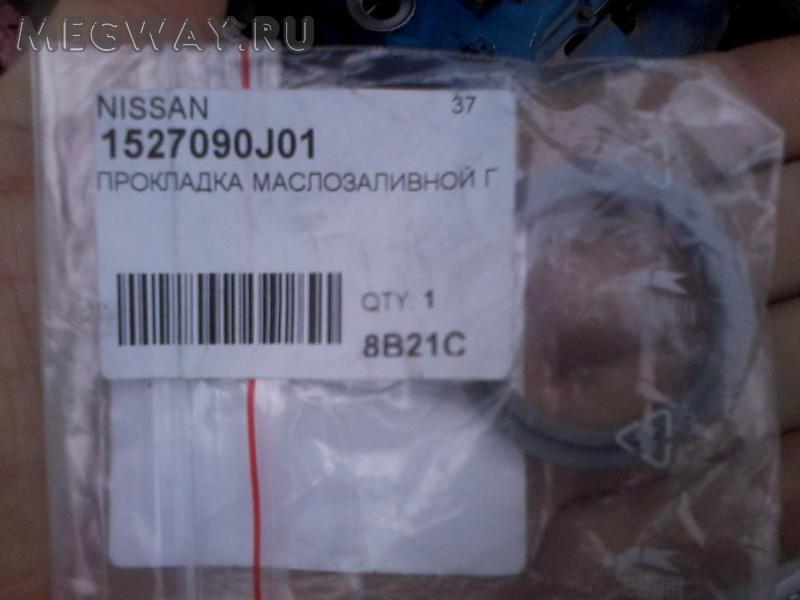 MEGWAY.RU
NISSAN 37
1527090J01
ПРОКЛАДКА МАСЛОЗАЛИВНОЙ Г
QTY: 1
8B21C